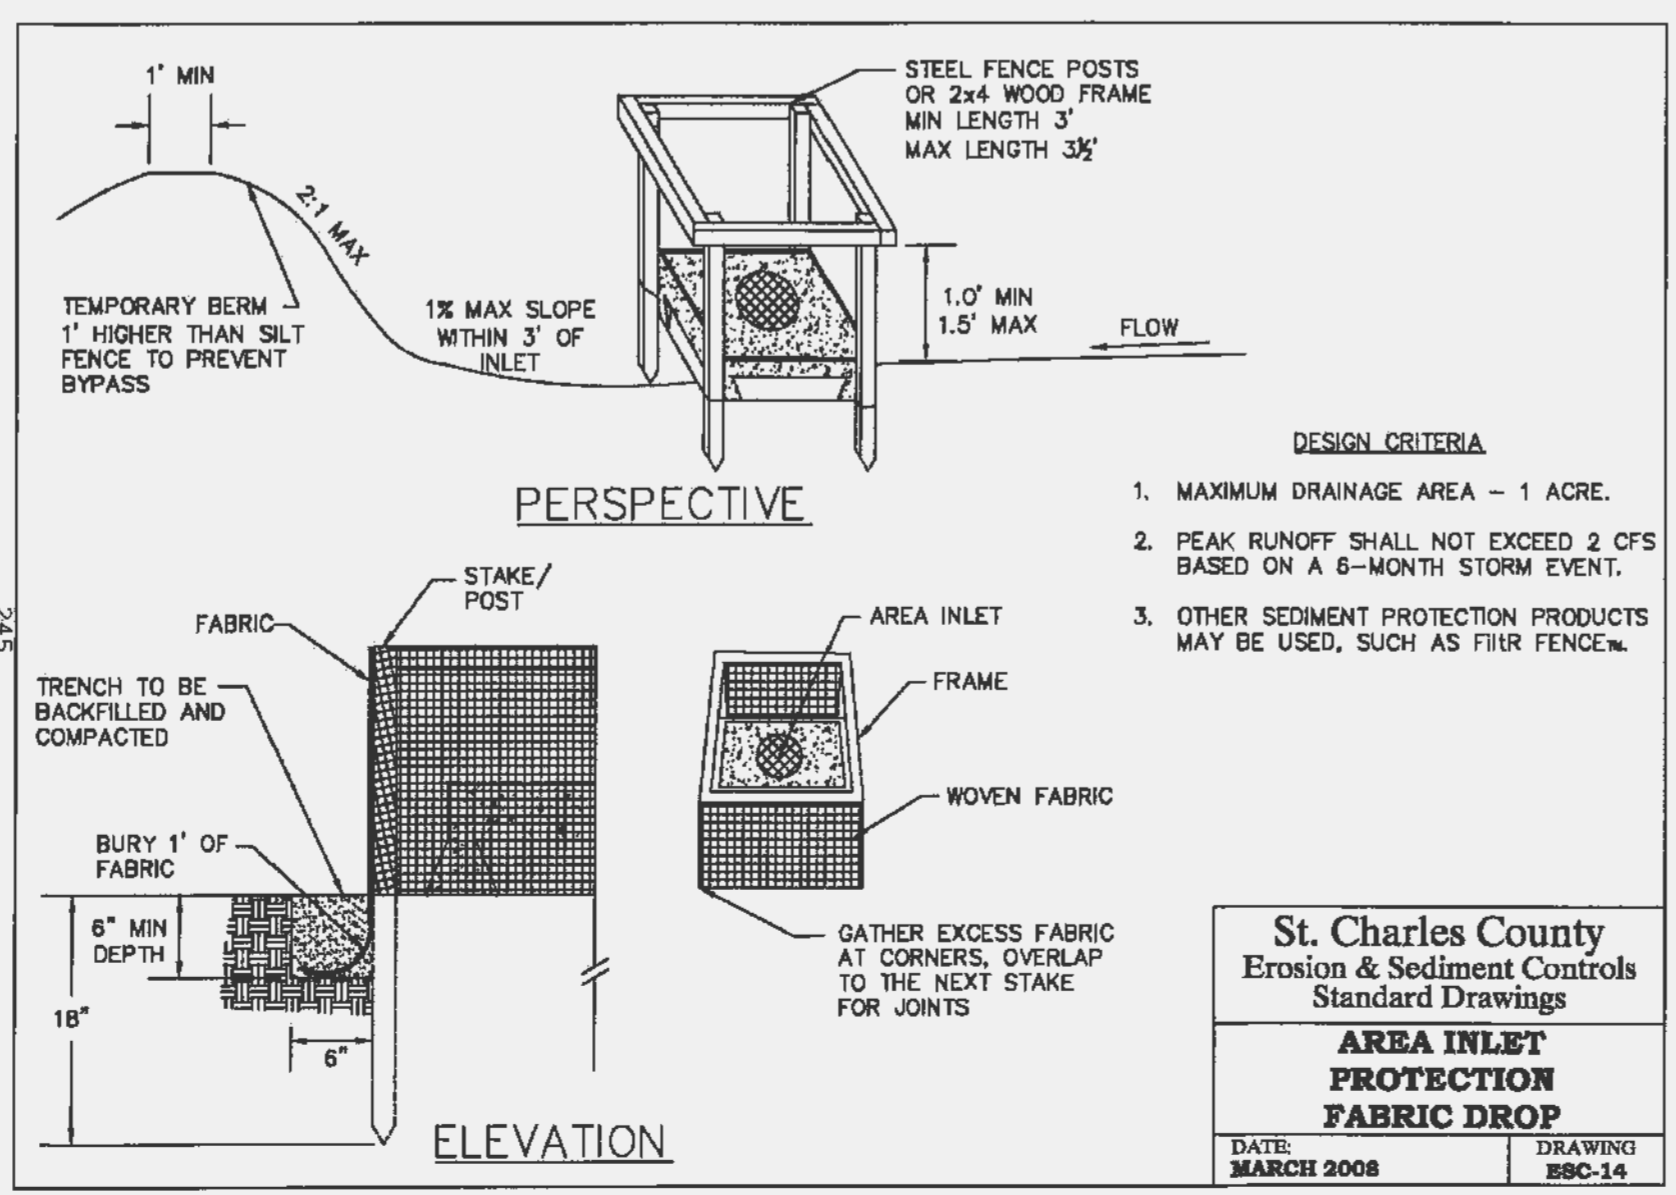 1' MIN
STEEL FENCE POSTS
OR 2x4 WOOD FRAME
MIN LENGTH 3'
MAX LENGTH 3½'
2:1 MAX
TEMPORARY BERM
1' HIGHER THAN SILT
FENCE TO PREVENT
BYPASS
1% MAX SLOPE
WITHIN 3' OF
INLET
1.0' MIN
1.5' MAX
FLOW
PERSPECTIVE
DESIGN CRITERIA
1. MAXIMUM DRAINAGE AREA – 1 ACRE.
2. PEAK RUNOFF SHALL NOT EXCEED 2 CFS
BASED ON A 6–MONTH STORM EVENT.
3. OTHER SEDIMENT PROTECTION PRODUCTS
MAY BE USED, SUCH AS FIltR FENCE™.
245
STAKE/
POST
FABRIC
TRENCH TO BE
BACKFILLED AND
COMPACTED
BURY 1' OF
FABRIC
6" MIN
DEPTH
18"
6"
ELEVATION
AREA INLET
FRAME
WOVEN FABRIC
GATHER EXCESS FABRIC
AT CORNERS, OVERLAP
TO THE NEXT STAKE
FOR JOINTS
St. Charles County
Erosion & Sediment Controls
Standard Drawings
AREA INLET
PROTECTION
FABRIC DROP
DATE:
MARCH 2008
DRAWING
ESC-14